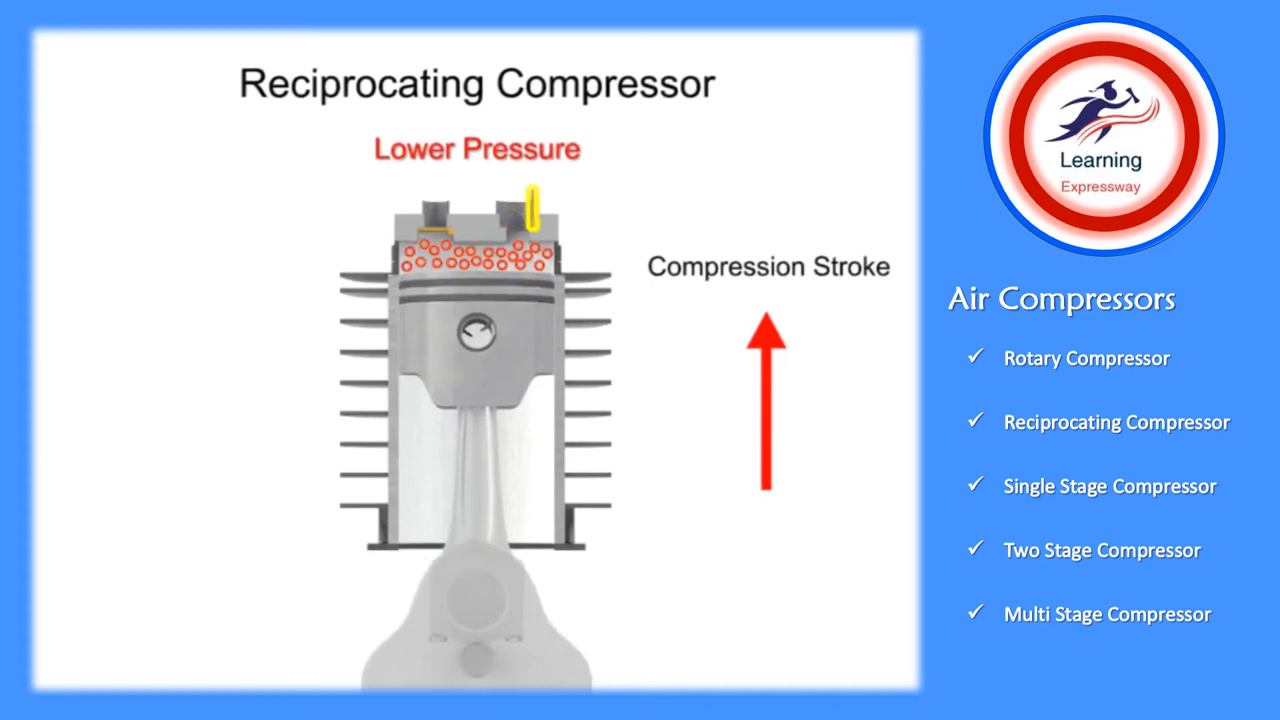 Reciprocating Compressor
Lower Pressure
Compression Stroke
Learning
Expressway
Air Compressors
✓ Rotary Compressor
✓ Reciprocating Compressor
✓ Single Stage Compressor
✓ Two Stage Compressor
✓ Multi Stage Compressor